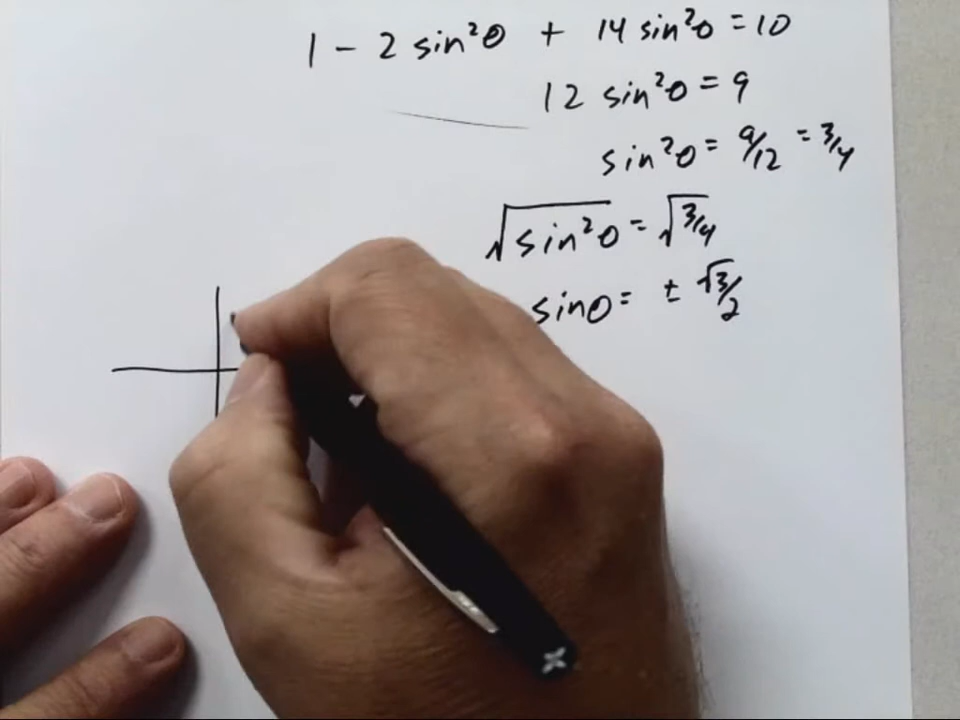 1 - 2 sin²θ + 14 sin²θ = 10
12 sin²θ = 9
sin²θ = 9/12 = 3/4
√sin²θ = √3/4
sinθ = ± √3/2